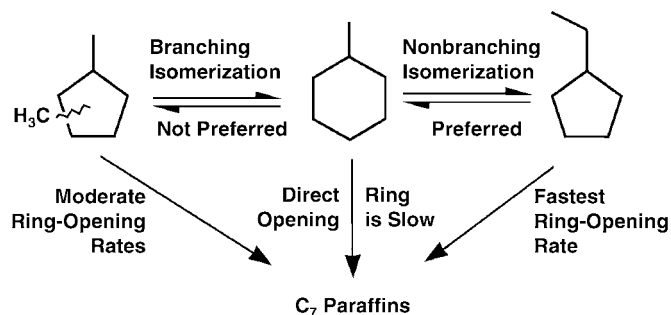 Branching
Isomerization
Not Preferred
Nonbranching
Isomerization
Preferred
H₃C
Moderate
Ring-Opening
Rates
Direct Ring
Opening is Slow
Fastest
Ring-Opening
Rate
C₇ Paraffins